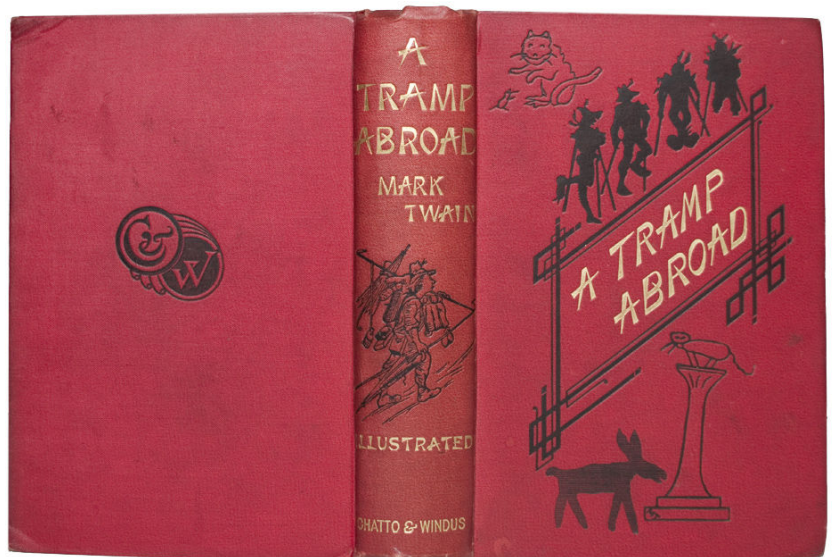 & W
A
TRAMP
ABROAD
MARK
TWAIN
ILLUSTRATED
CHATTO & WINDUS
A TRAMP
ABROAD